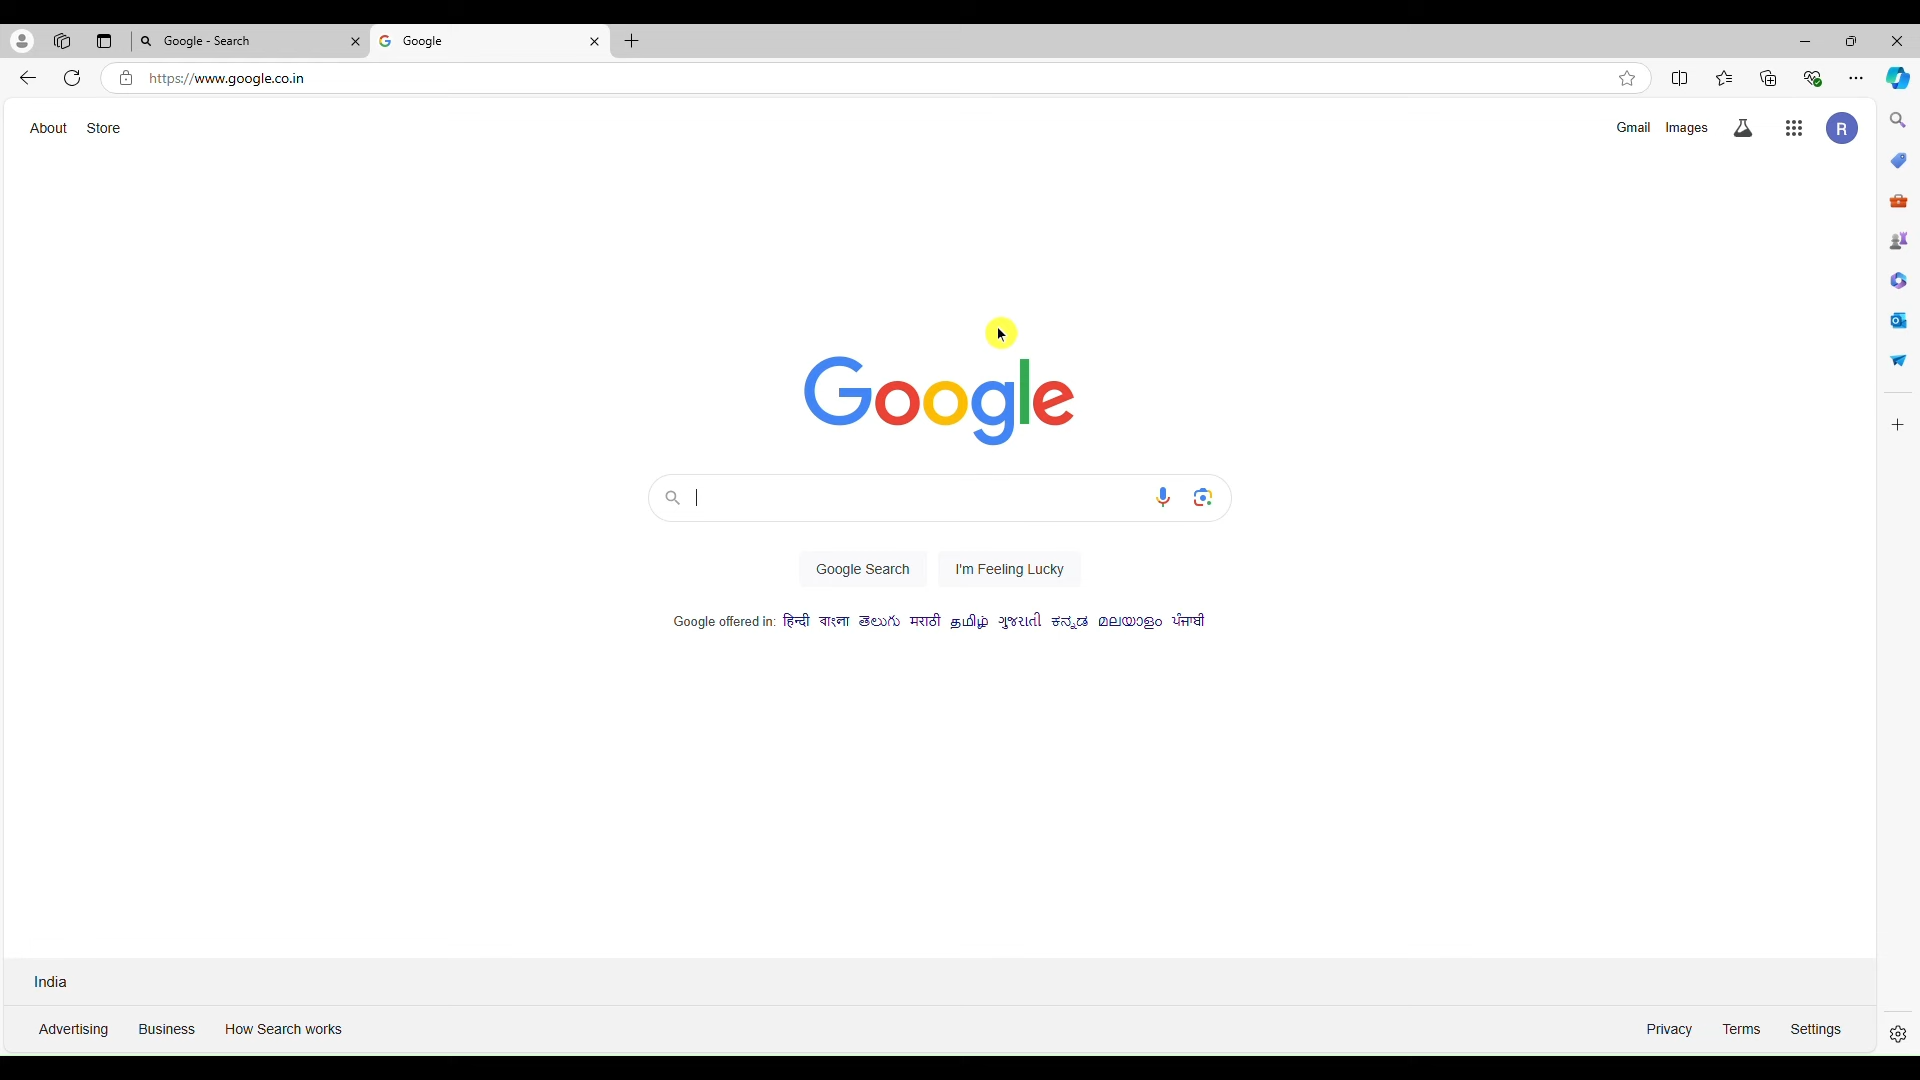 Google - Search
Google
https://www.google.co.in
About Store
Gmail Images
R
Google
Google Search I'm Feeling Lucky
Google offered in: हिन्दी বাংলা తెలుగు मराठी தமிழ் ગુજરાતી ಕನ್ನಡ മലയാളം ਪੰਜਾਬੀ
India
Advertising Business How Search works
Privacy Terms Settings